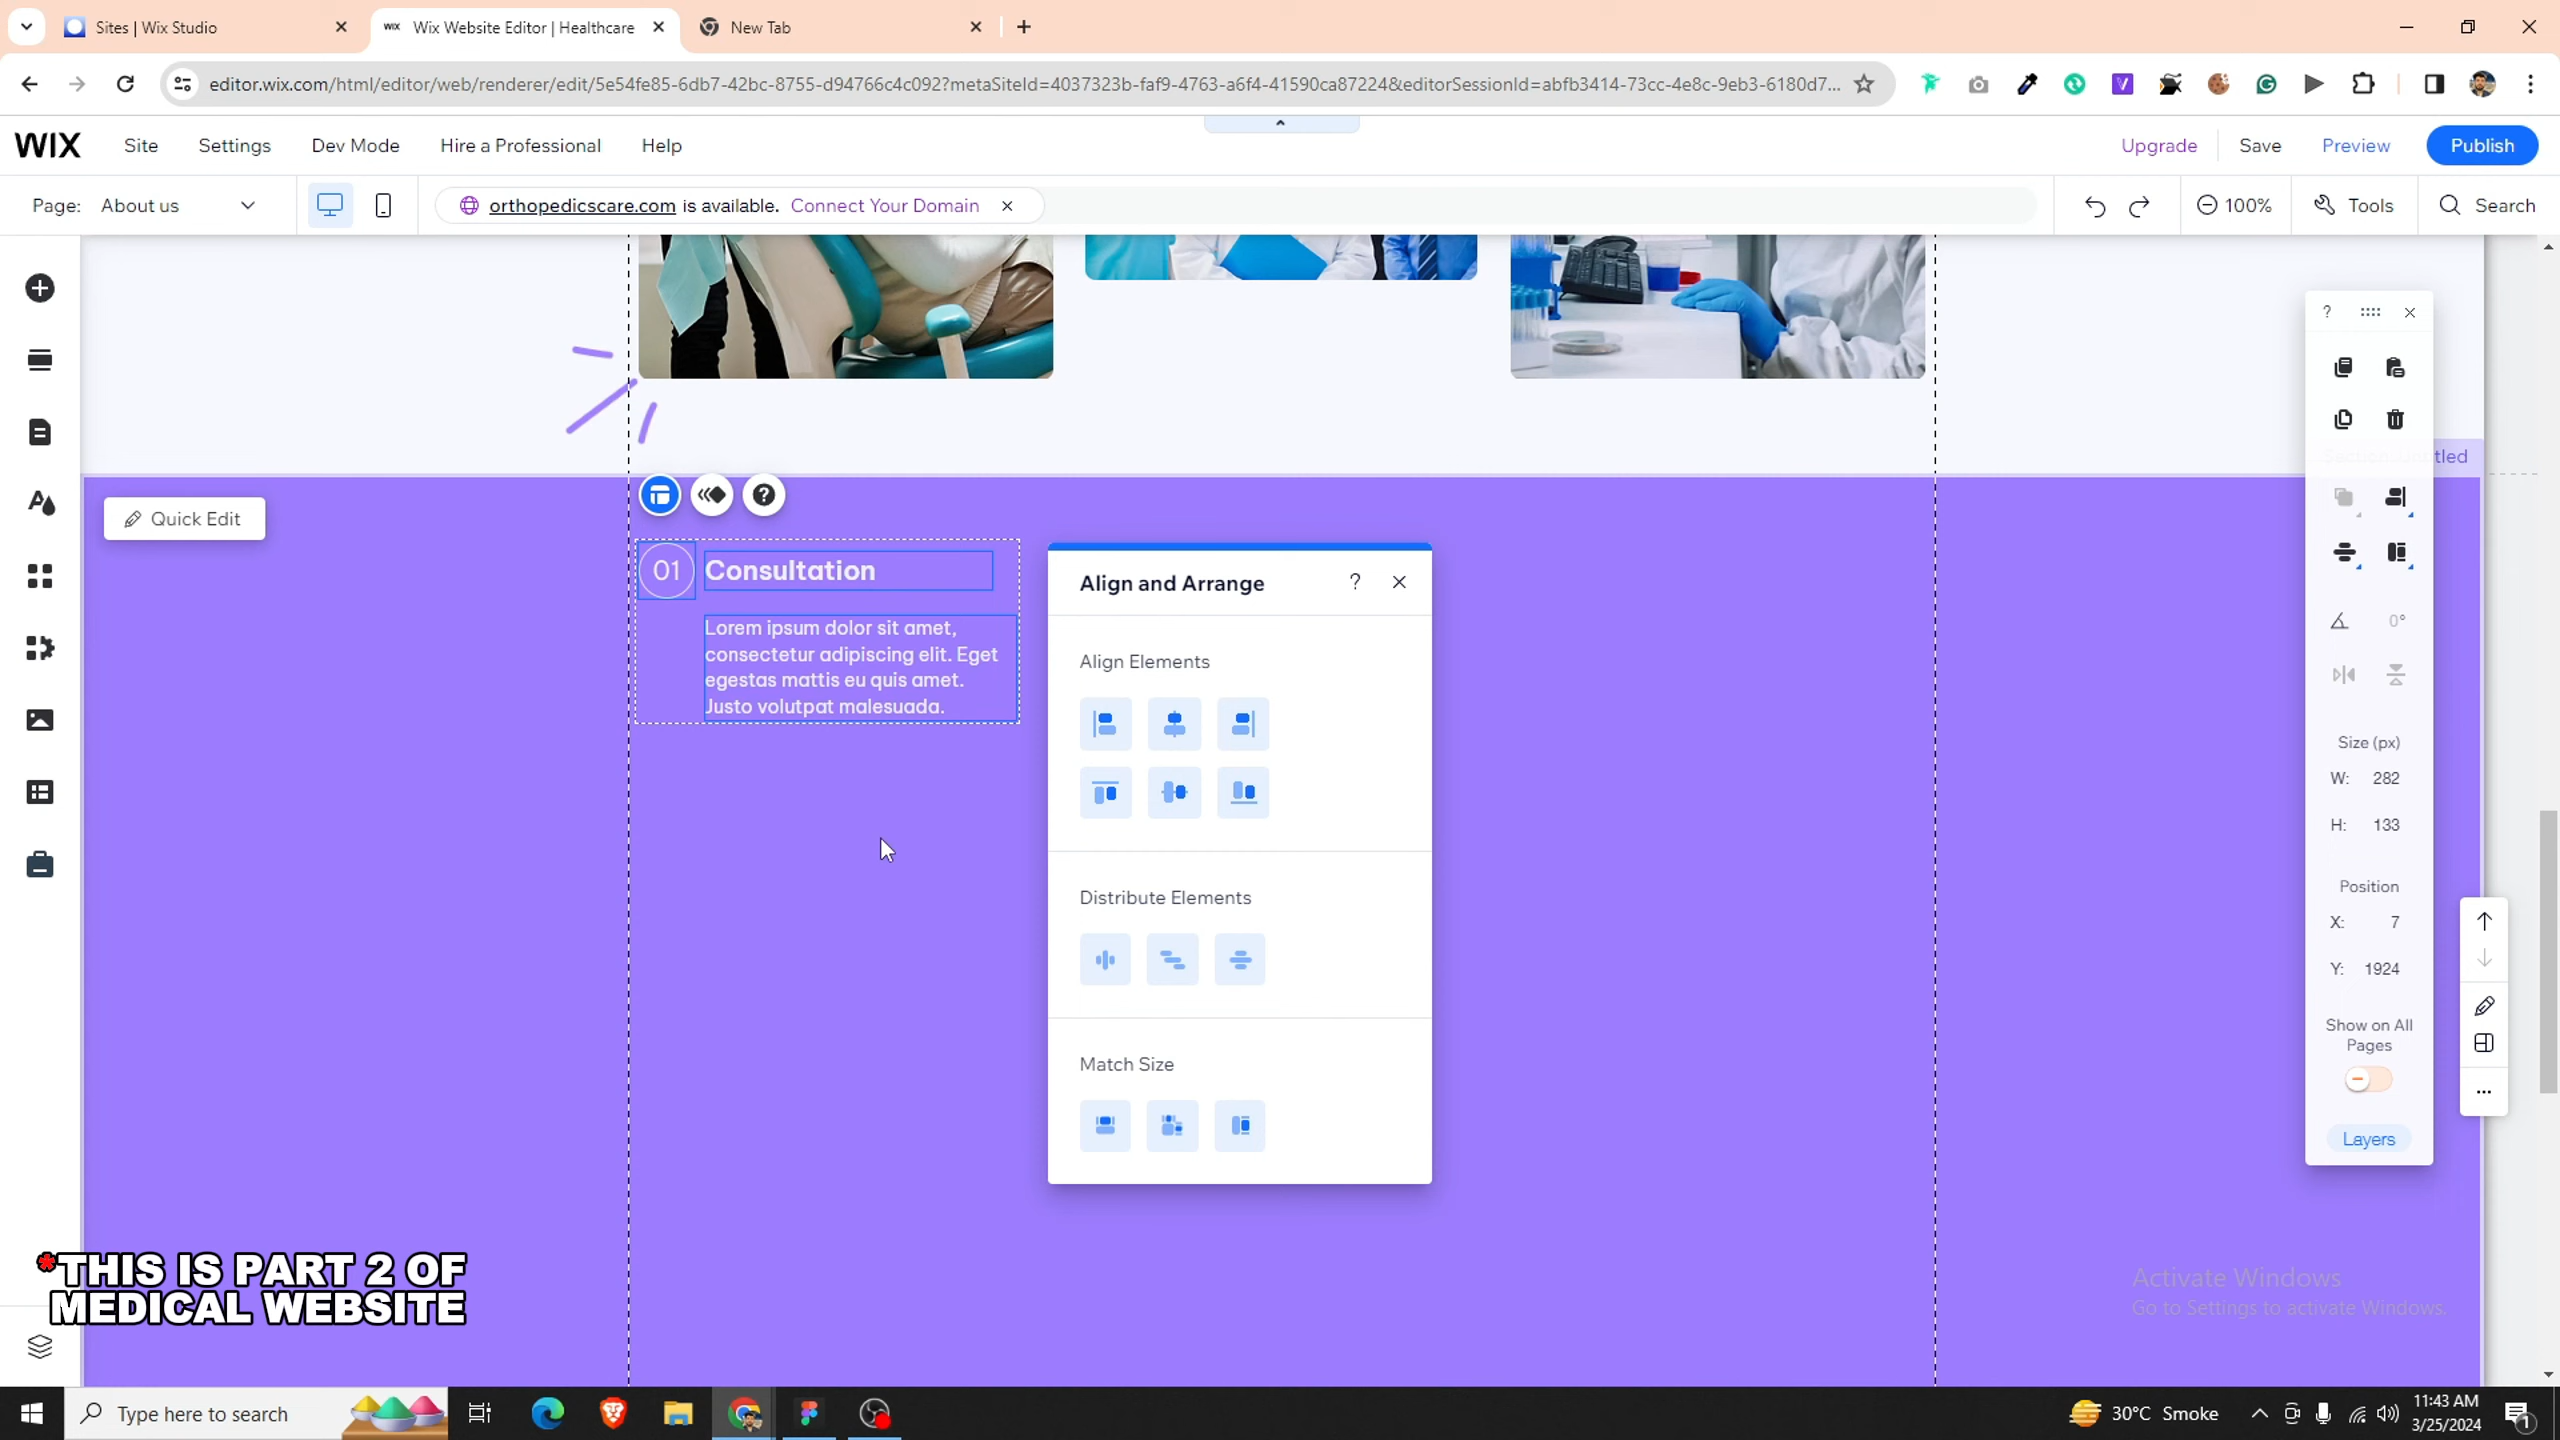 Sites | Wix Studio
WIX Wix Website Editor | Healthcare
New Tab
editor.wix.com/html/editor/web/renderer/edit/5e54fe85-6db7-42bc-8755-d94766c4c092?metaSiteId=4037323b-faf9-4763-a6f4-41590ca87224&editorSessionId=abfb3414-73cc-4e8c-9eb3-6180d7...
WIX Site Settings Dev Mode Hire a Professional Help Upgrade Save Preview Publish
Page: About us
orthopedicscare.com is available. Connect Your Domain
100% Tools Search
tled
Quick Edit
01 Consultation
Lorem ipsum dolor sit amet,
consectetur adipiscing elit. Eget
egestas mattis eu quis amet.
Justo volutpat malesuada.
Align and Arrange ?
Align Elements
Distribute Elements
Match Size
?
0°
Size (px)
W: 282
H: 133
Position
X: 7
Y: 1924
Show on All
Pages
Layers
*THIS IS PART 2 OF
MEDICAL WEBSITE
Activate Windows
Go to Settings to activate Windows.
Type here to search
30°C Smoke
11:43 AM
3/25/2024
1